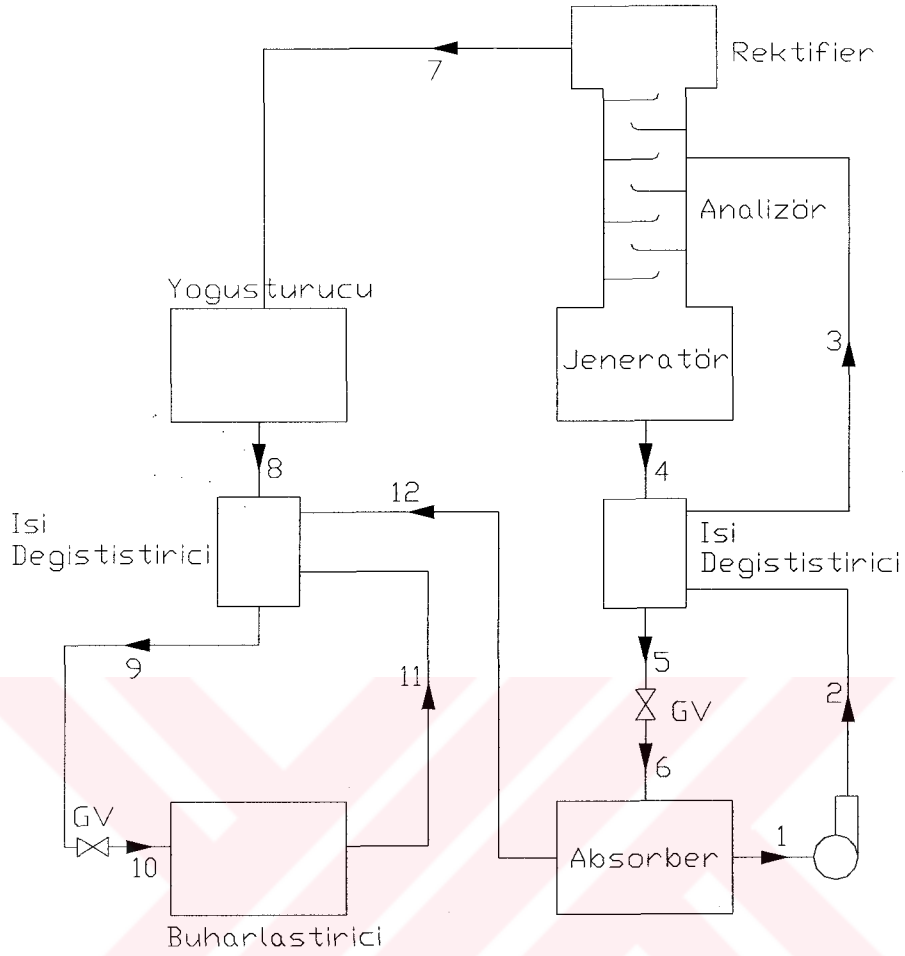 Rektifier
7
Analizör
Yogusturucu
3
Jeneratör
8
4
12
Isi
Degististirici
Isi
Degististirici
9
5
11
2
GV
6
GV
1
10
Absorber
Buharlastirici